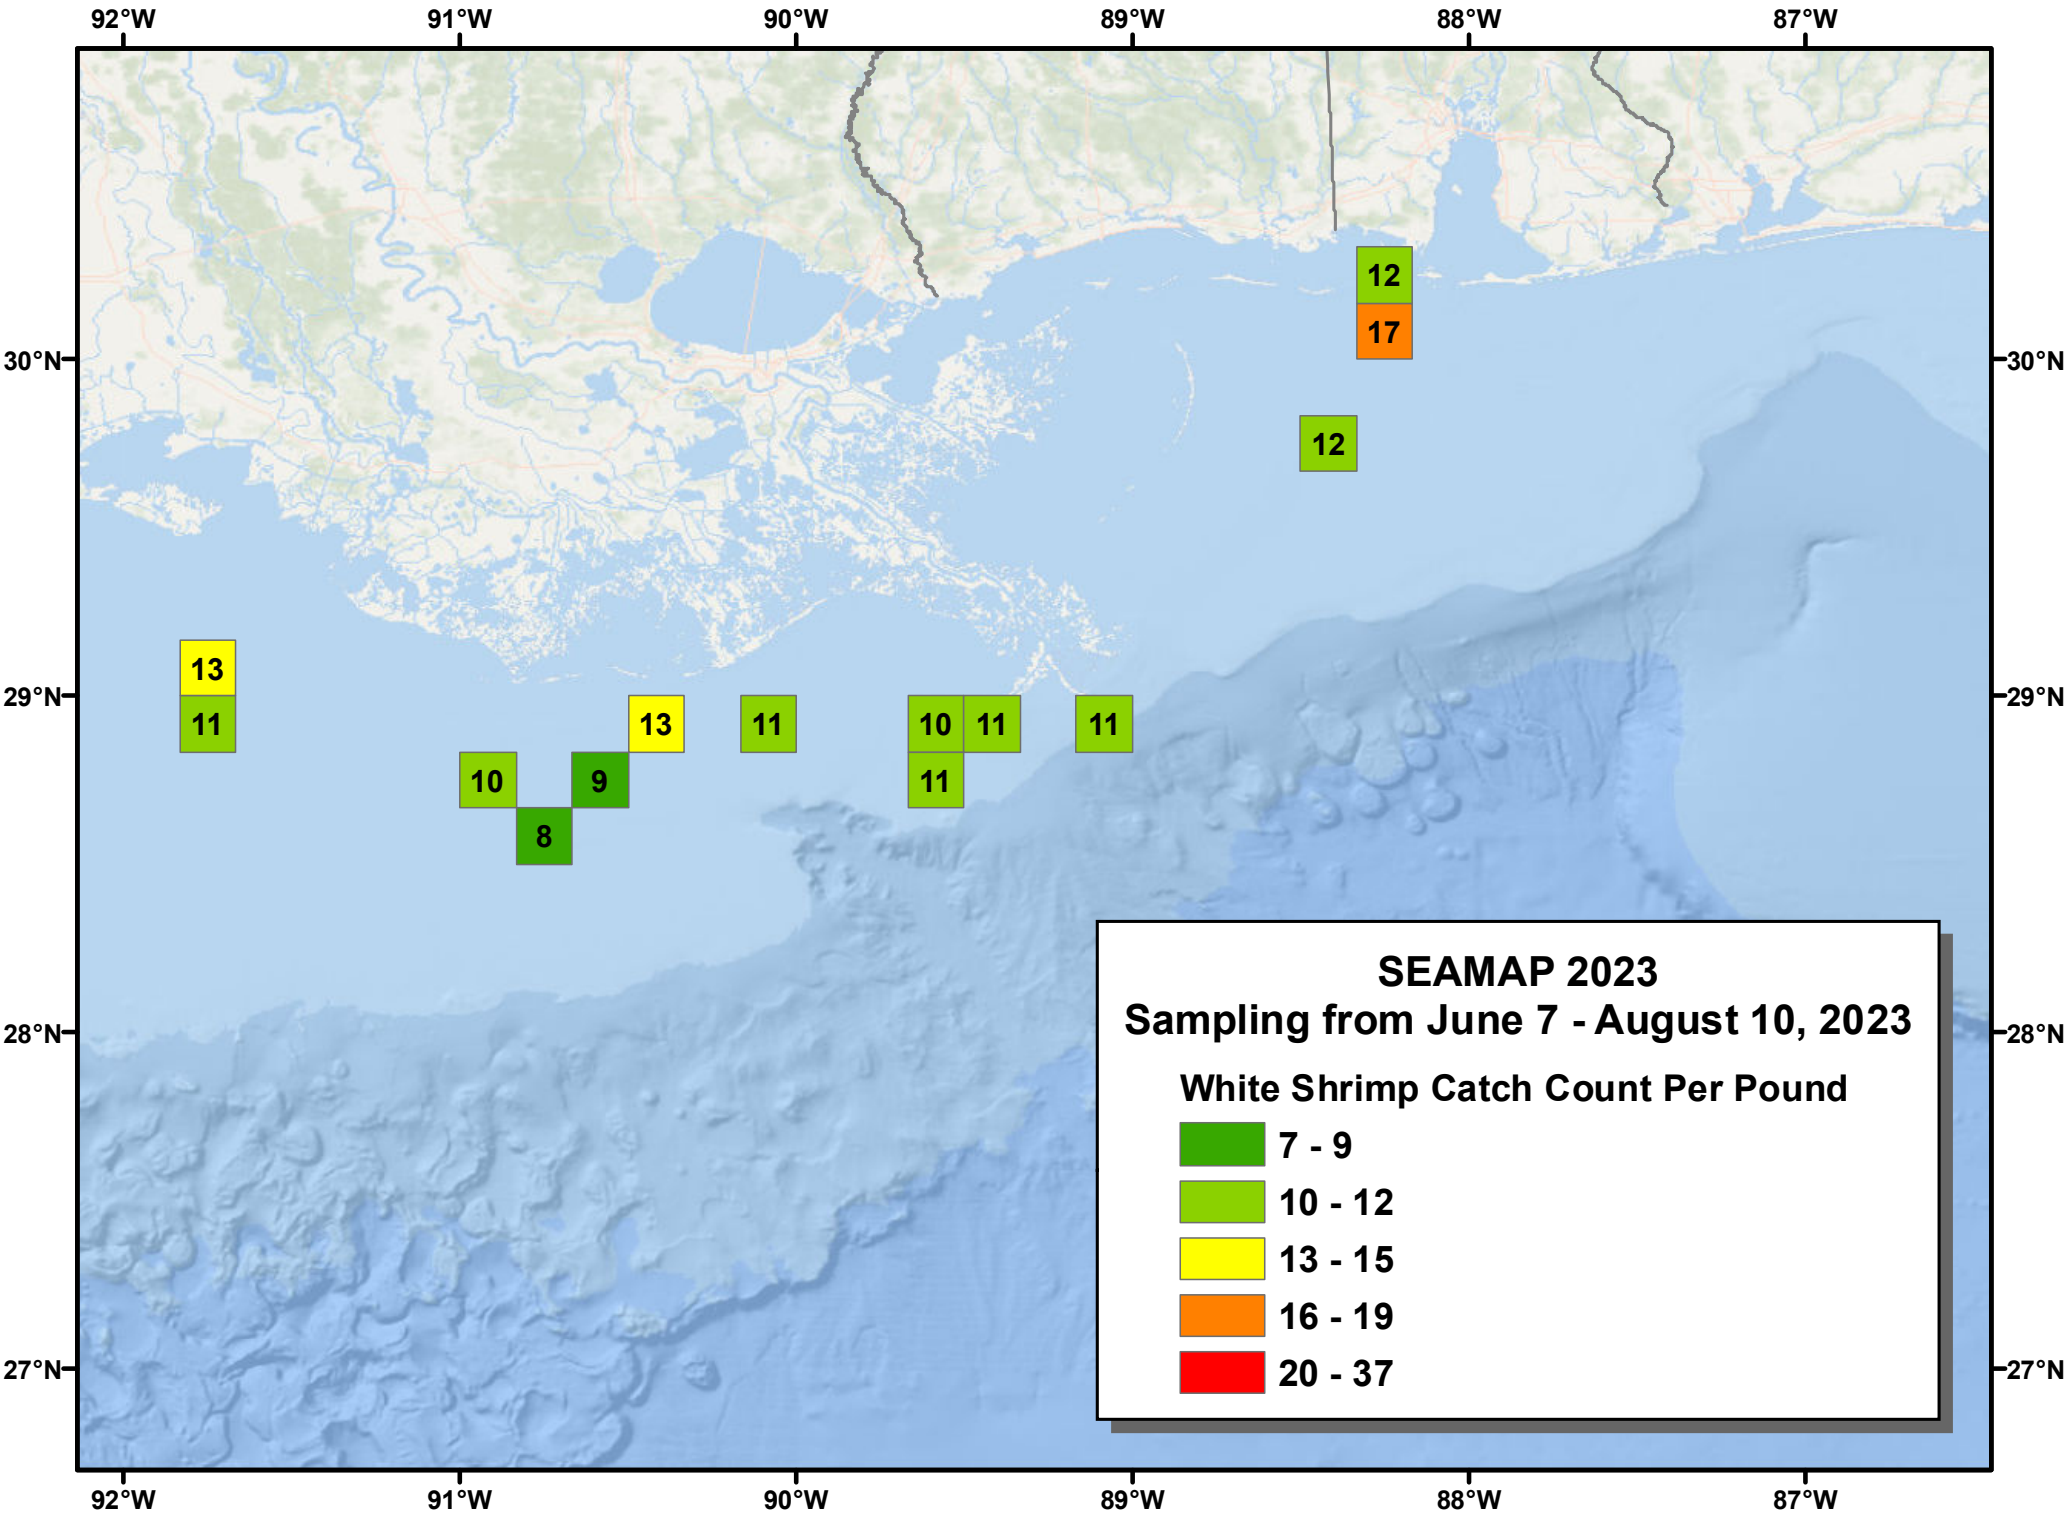 92°W 91°W 90°W 89°W 88°W 87°W
12
17
30°N 30°N
12
13
29°N 29°N
11 13 11 10 11 11
10 9 11
8
SEAMAP 2023
Sampling from June 7 - August 10, 2023
28°N 28°N
White Shrimp Catch Count Per Pound
7 - 9
10 - 12
13 - 15
16 - 19
27°N 27°N
20 - 37
92°W 91°W 90°W 89°W 88°W 87°W